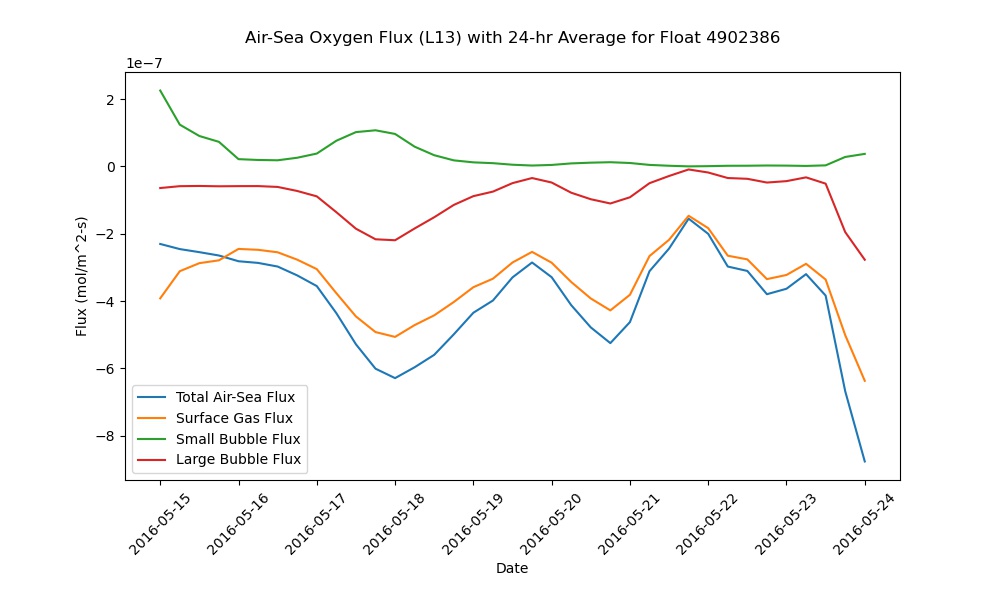 Air-Sea Oxygen Flux (L13) with 24-hr Average for Float 4902386
1e−7
2
0
−2
−4
−6
−8
Flux (mol/m^2-s)
Total Air-Sea Flux
Surface Gas Flux
Small Bubble Flux
Large Bubble Flux
2016-05-15
2016-05-16
2016-05-17
2016-05-18
2016-05-19
2016-05-20
2016-05-21
2016-05-22
2016-05-23
2016-05-24
Date